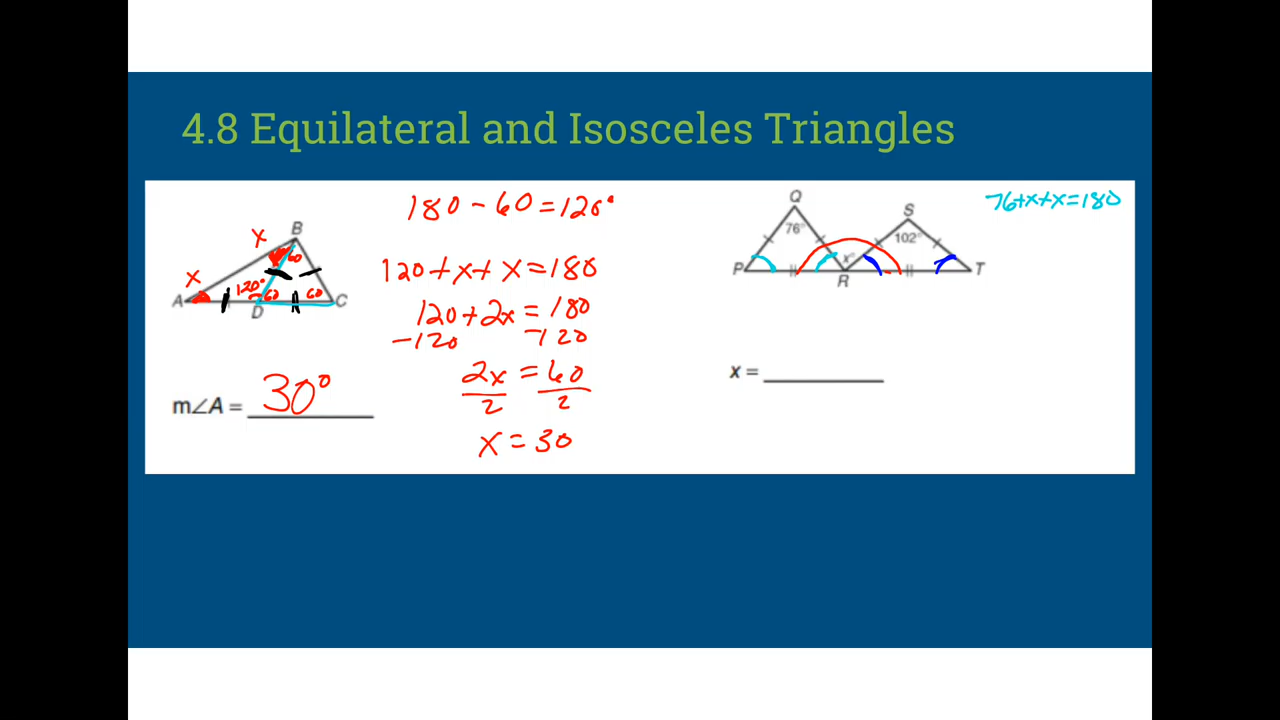 4.8 Equilateral and Isosceles Triangles
180 - 60 = 120°
120 + x + x = 180
120 + 2x = 180
-120 -120
2x = 60
2 2
x = 30
B
x
60
x
120°
60
60
A
D
C
m∠A = 30°
76+x+x=180
Q
76°
S
102°
P
x°
R
T
x =